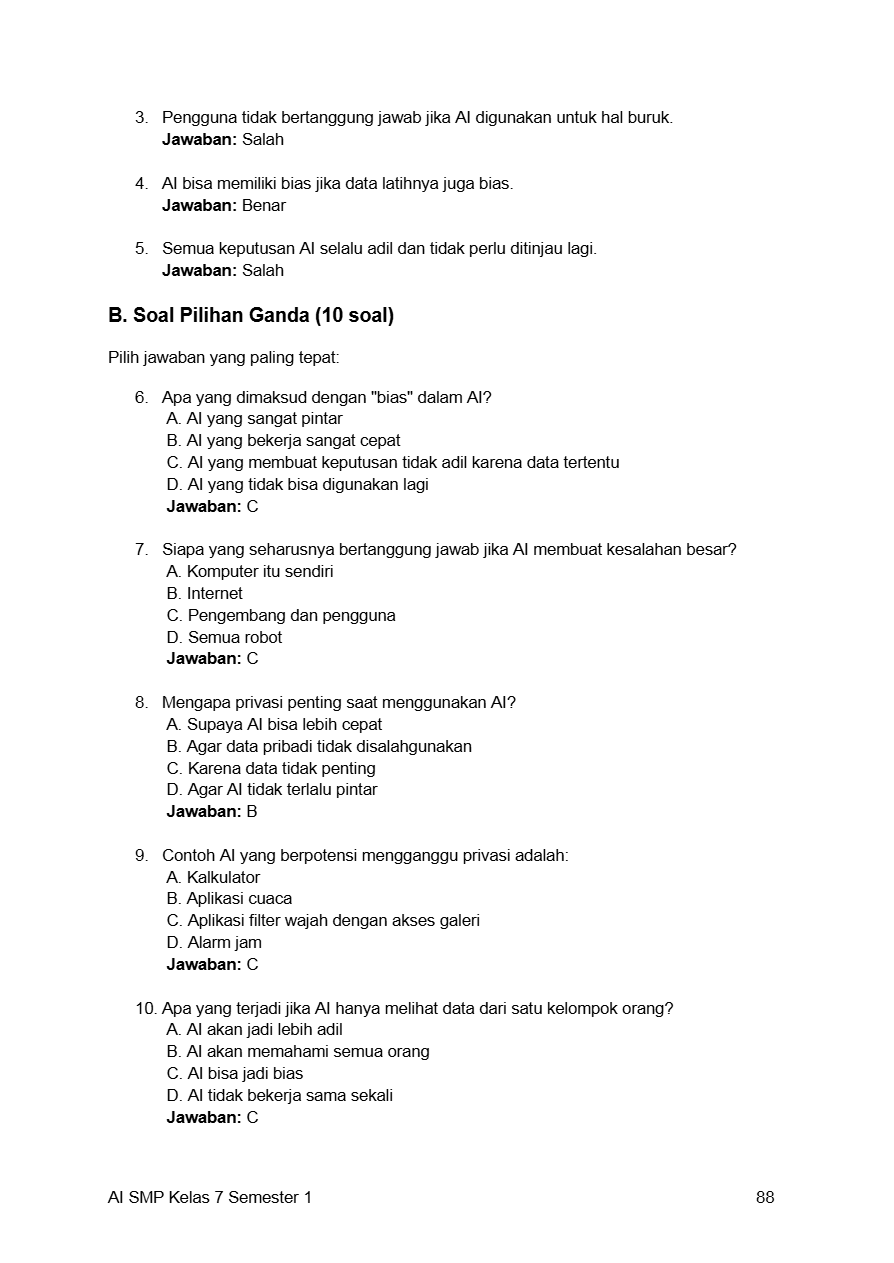 3. Pengguna tidak bertanggung jawab jika AI digunakan untuk hal buruk.
Jawaban: Salah
4. AI bisa memiliki bias jika data latihnya juga bias.
Jawaban: Benar
5. Semua keputusan AI selalu adil dan tidak perlu ditinjau lagi.
Jawaban: Salah
B. Soal Pilihan Ganda (10 soal)
Pilih jawaban yang paling tepat:
6. Apa yang dimaksud dengan "bias" dalam AI?
A. AI yang sangat pintar
B. AI yang bekerja sangat cepat
C. AI yang membuat keputusan tidak adil karena data tertentu
D. AI yang tidak bisa digunakan lagi
Jawaban: C
7. Siapa yang seharusnya bertanggung jawab jika AI membuat kesalahan besar?
A. Komputer itu sendiri
B. Internet
C. Pengembang dan pengguna
D. Semua robot
Jawaban: C
8. Mengapa privasi penting saat menggunakan AI?
A. Supaya AI bisa lebih cepat
B. Agar data pribadi tidak disalahgunakan
C. Karena data tidak penting
D. Agar AI tidak terlalu pintar
Jawaban: B
9. Contoh AI yang berpotensi mengganggu privasi adalah:
A. Kalkulator
B. Aplikasi cuaca
C. Aplikasi filter wajah dengan akses galeri
D. Alarm jam
Jawaban: C
10. Apa yang terjadi jika AI hanya melihat data dari satu kelompok orang?
A. AI akan jadi lebih adil
B. AI akan memahami semua orang
C. AI bisa jadi bias
D. AI tidak bekerja sama sekali
Jawaban: C
AI SMP Kelas 7 Semester 1 88